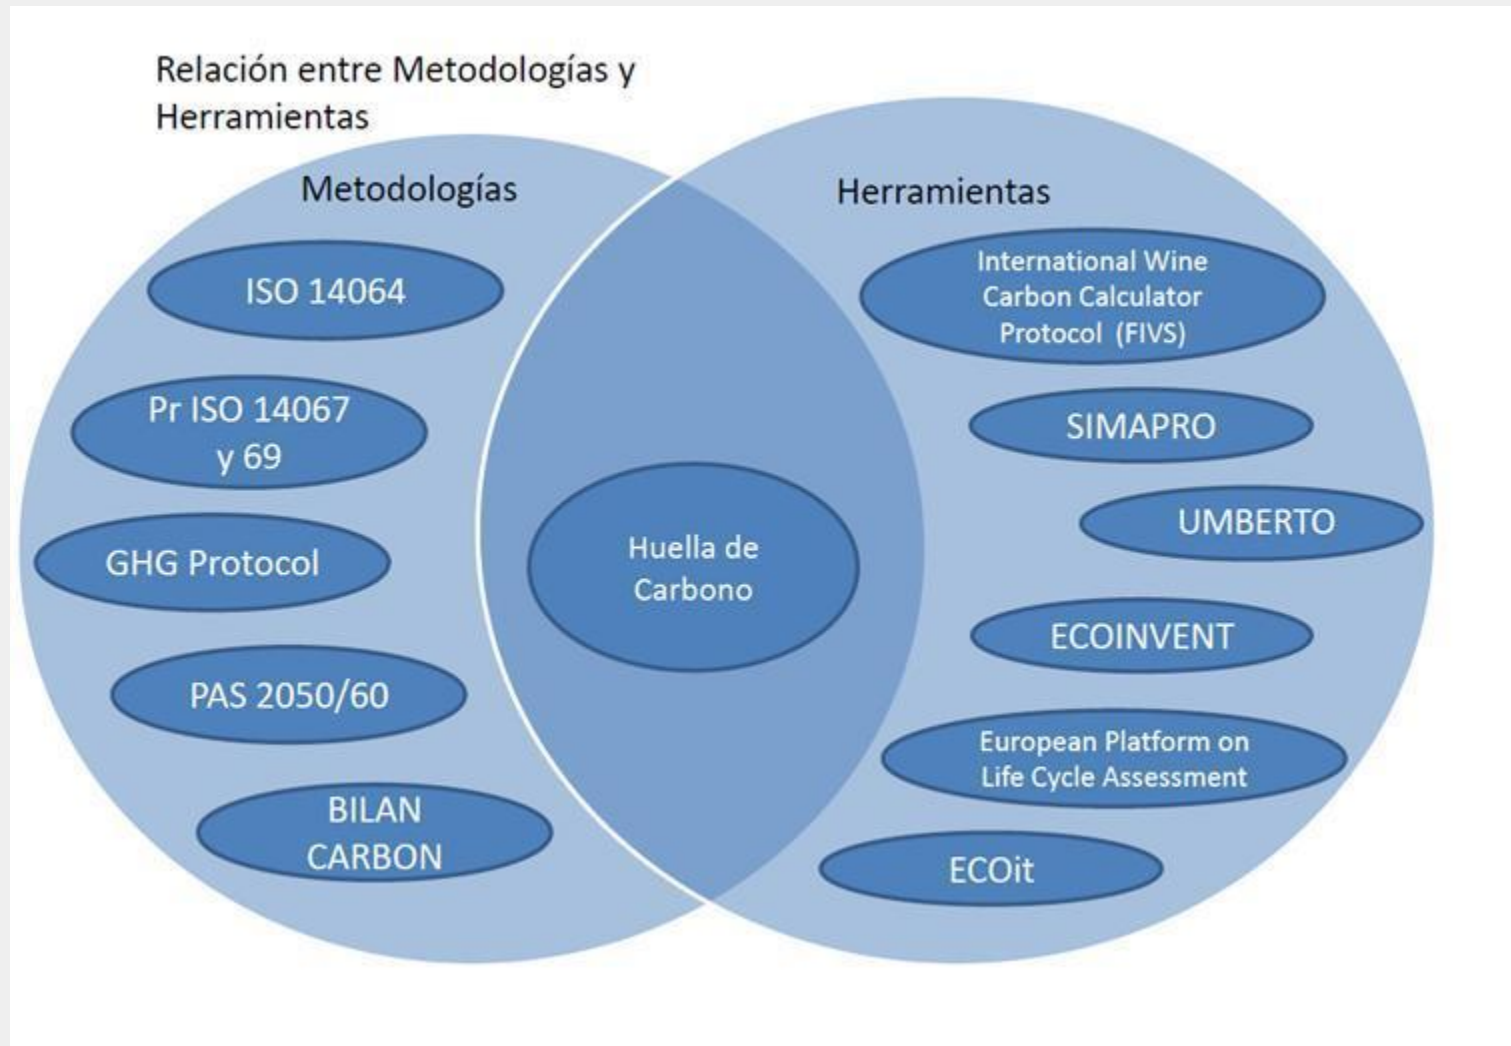 Relación entre Metodologías y
Herramientas
Metodologías
ISO 14064
Pr ISO 14067
y 69
GHG Protocol
PAS 2050/60
BILAN
CARBON
Huella de
Carbono
Herramientas
International Wine
Carbon Calculator
Protocol (FIVS)
SIMAPRO
UMBERTO
ECOINVENT
European Platform on
Life Cycle Assessment
ECOit